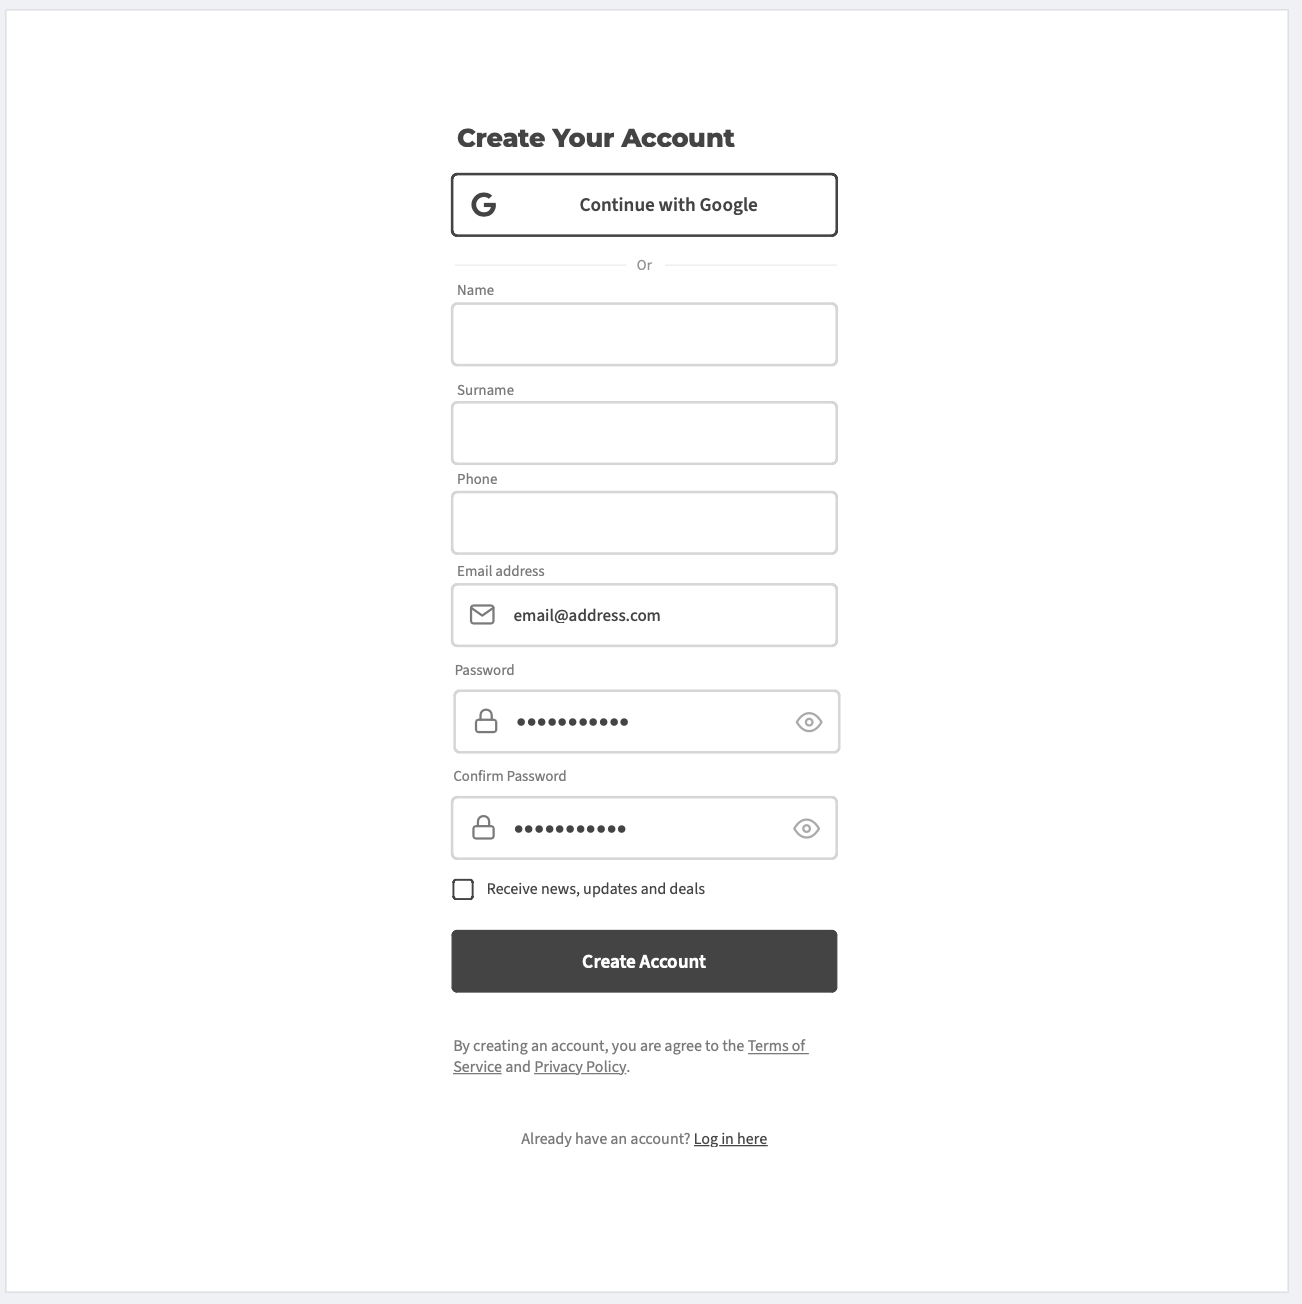 Create Your Account
G Continue with Google
Or
Name
Surname
Phone
Email address
email@address.com
Password
•••••••••••
Confirm Password
•••••••••••
Receive news, updates and deals
Create Account
By creating an account, you are agree to the Terms of
Service and Privacy Policy.
Already have an account? Log in here